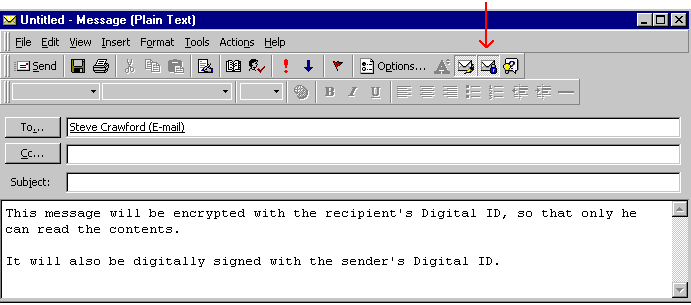 Untitled - Message (Plain Text)
File Edit View Insert Format Tools Actions Help
Send Options... A
B I U
To...
Steve Crawford (E-mail)
Cc...
Subject:
This message will be encrypted with the recipient's Digital ID, so that only he
can read the contents.
It will also be digitally signed with the sender's Digital ID.